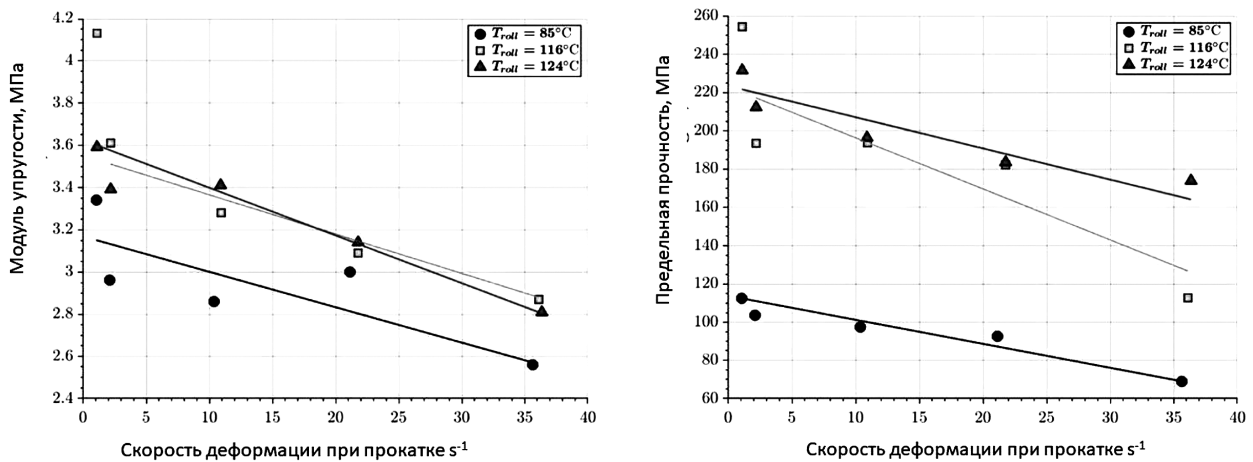 4.2
4
3.8
3.6
3.4
3.2
3
2.8
2.6
2.4
0 5 10 15 20 25 30 35 40
Модуль упругости, МПа
Скорость деформации при прокатке s⁻¹
T_roll = 85°C
T_roll = 116°C
T_roll = 124°C
260
240
220
200
180
160
140
120
100
80
60
0 5 10 15 20 25 30 35 40
Предельная прочность, МПа
Скорость деформации при прокатке s⁻¹
T_roll = 85°C
T_roll = 116°C
T_roll = 124°C